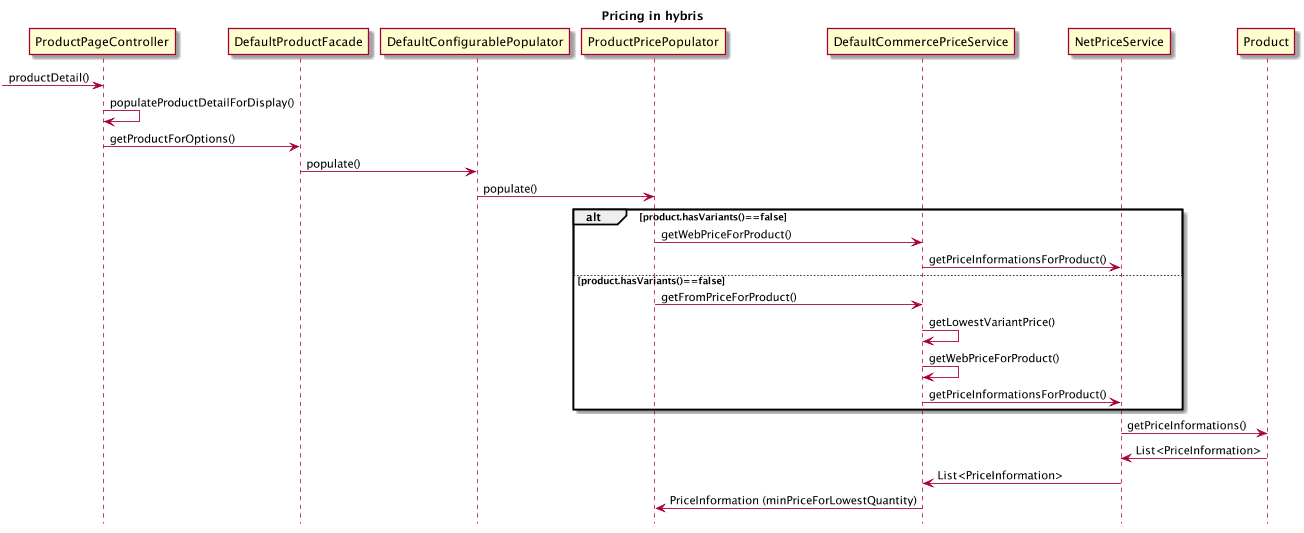 Pricing in hybris
ProductPageController
DefaultProductFacade
DefaultConfigurablePopulator
ProductPricePopulator
DefaultCommercePriceService
NetPriceService
Product
productDetail()
populateProductDetailForDisplay()
getProductForOptions()
populate()
populate()
alt [product.hasVariants()==false]
getWebPriceForProduct()
getPriceInformationsForProduct()
[product.hasVariants()==false]
getFromPriceForProduct()
getLowestVariantPrice()
getWebPriceForProduct()
getPriceInformationsForProduct()
getPriceInformations()
List<PriceInformation>
List<PriceInformation>
PriceInformation (minPriceForLowestQuantity)